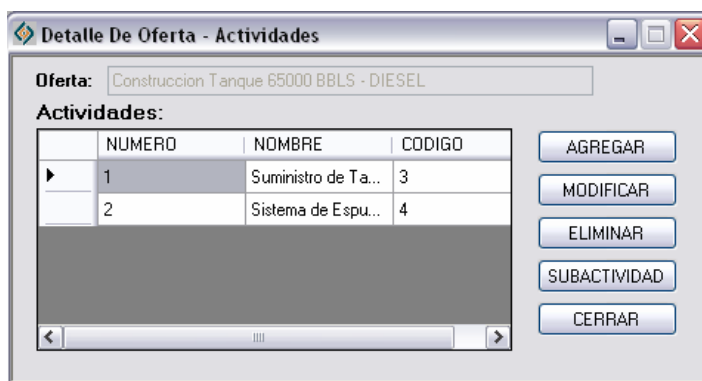 Detalle De Oferta - Actividades
Oferta: Construccion Tanque 65000 BBLS - DIESEL
Actividades:
NUMERO NOMBRE CODIGO
1 Suministro de Ta... 3
2 Sistema de Espu... 4
AGREGAR
MODIFICAR
ELIMINAR
SUBACTIVIDAD
CERRAR